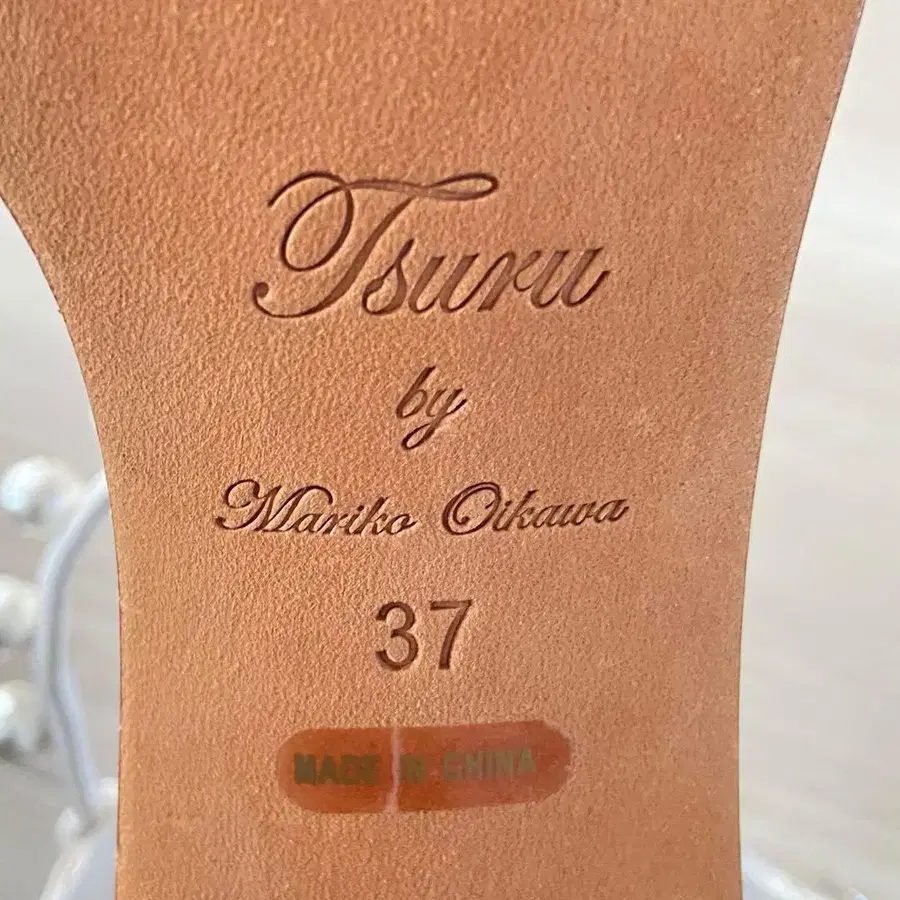 Tsuru
by
Mariko Oikawa
37
MADE IN CHINA